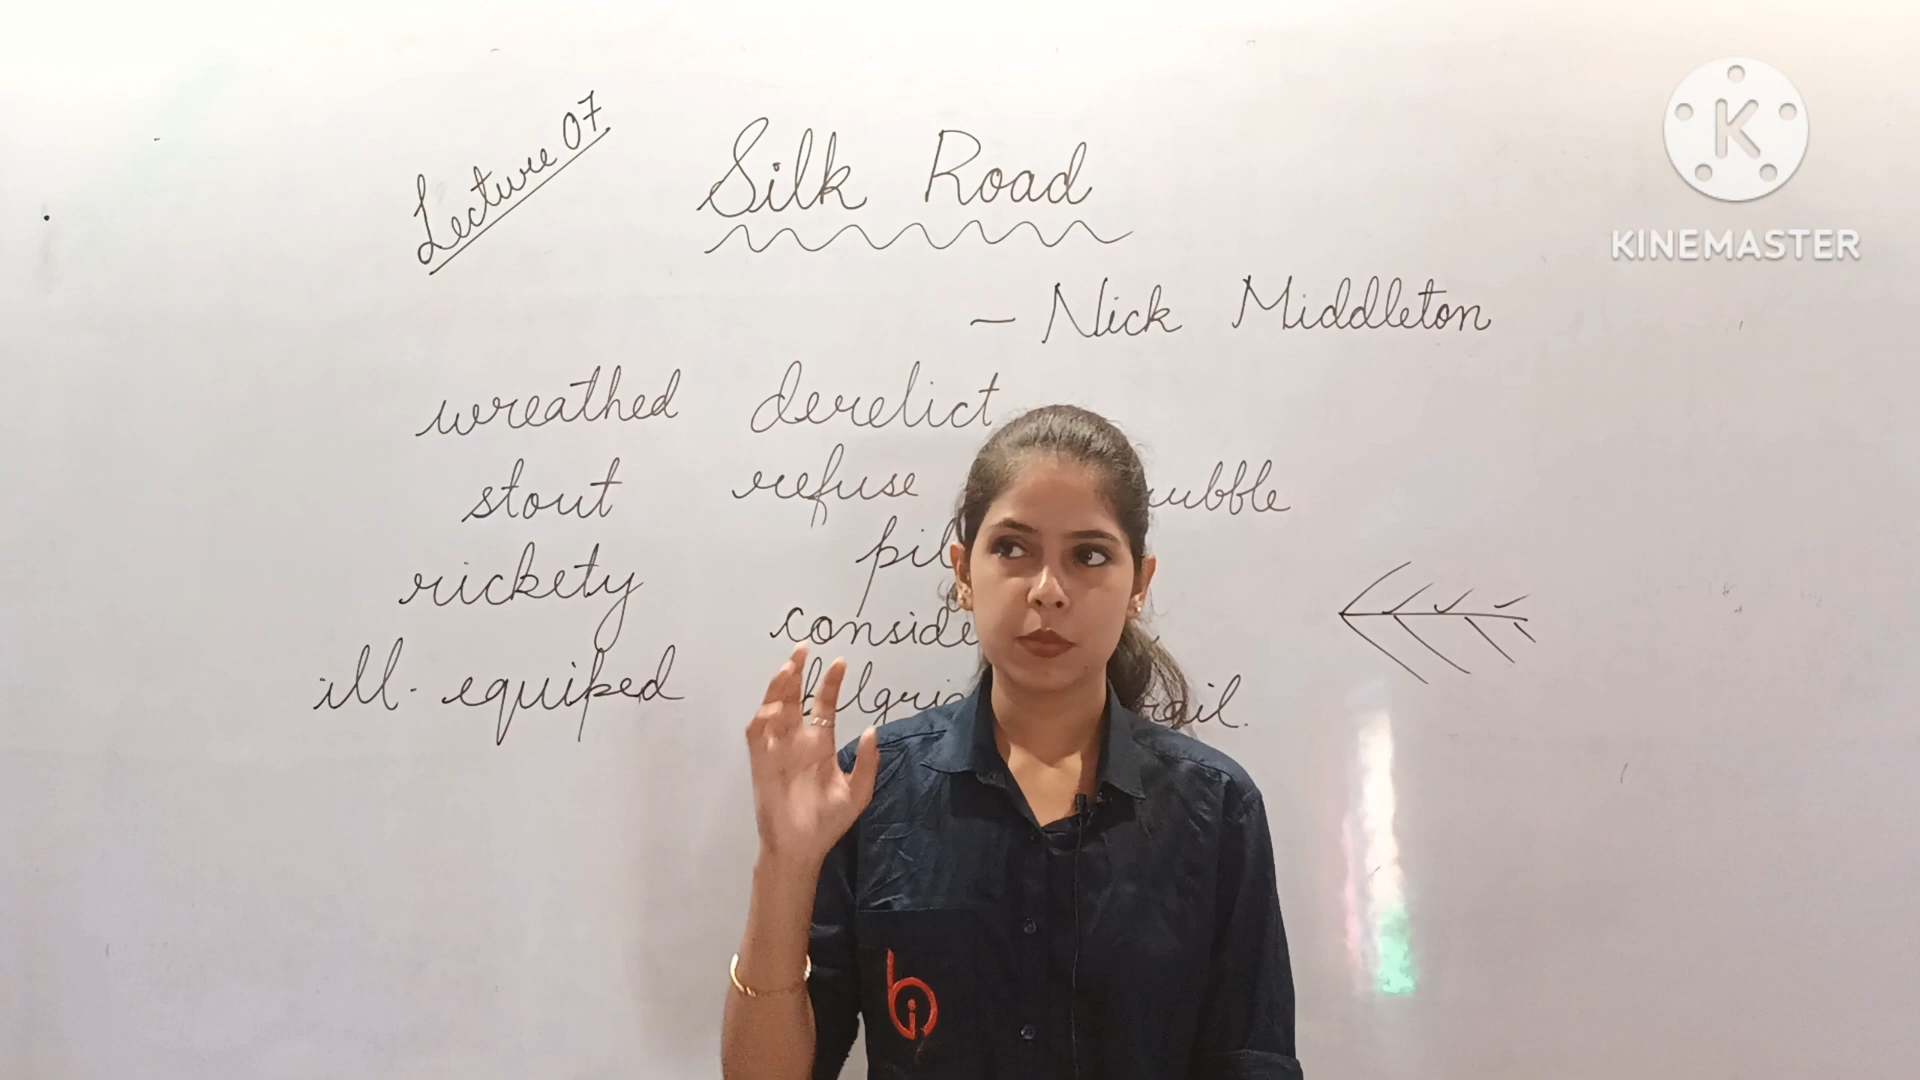 Lecture 07
Silk Road
- Nick Middleton
wreathed derelict
stout refuse
rickety
ill-equiped
KINEMASTER